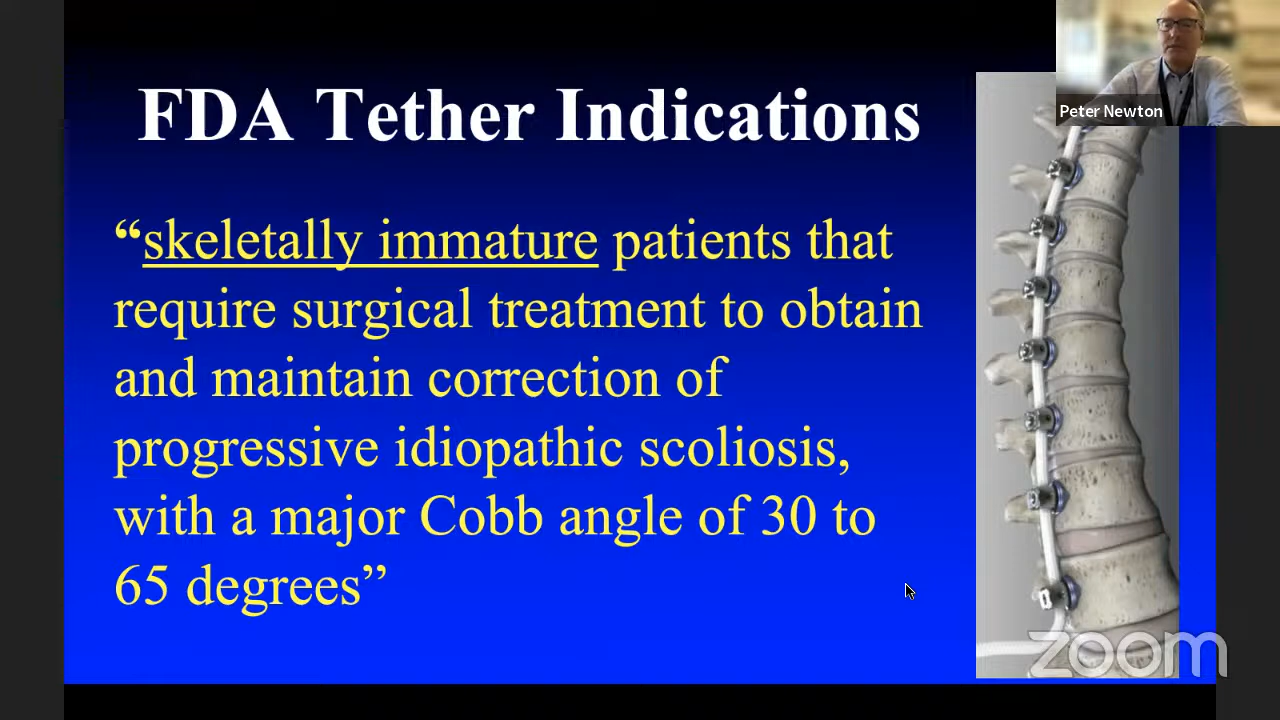 FDA Tether Indications
Peter Newton
“skeletally immature patients that
require surgical treatment to obtain
and maintain correction of
progressive idiopathic scoliosis,
with a major Cobb angle of 30 to
65 degrees”
zoom